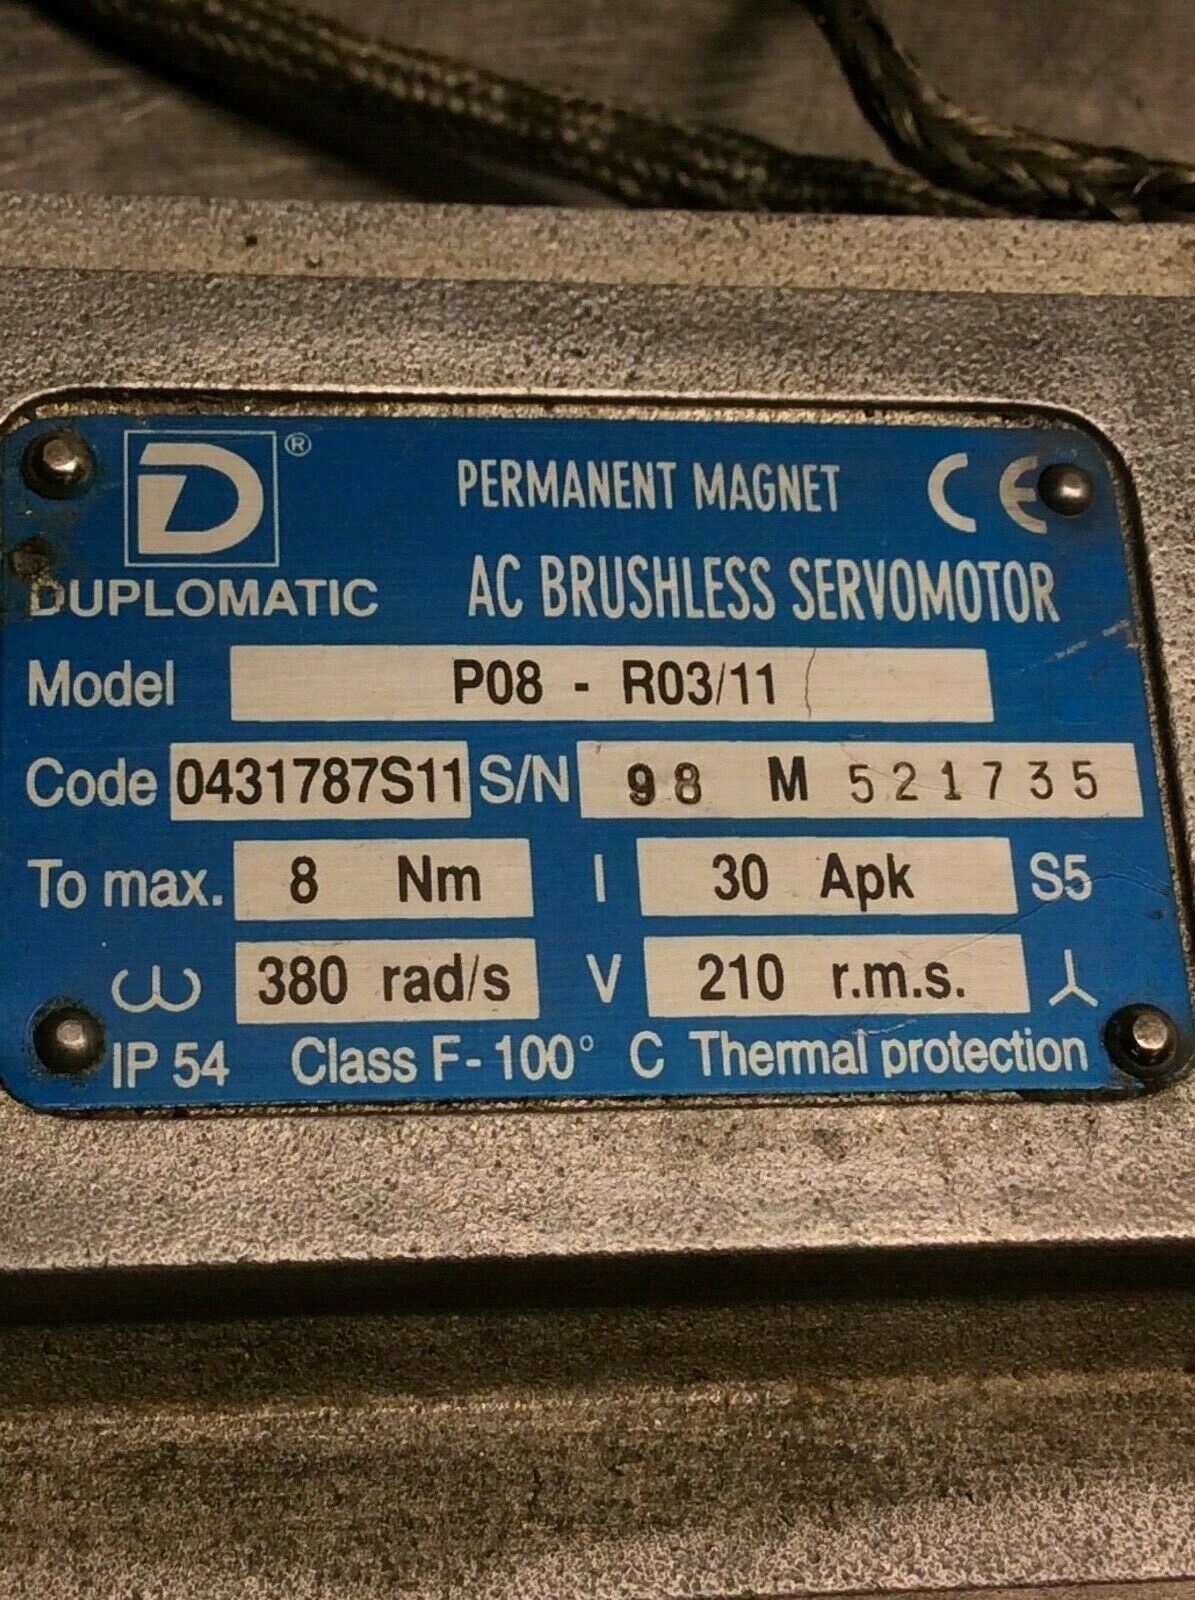 D ®
DUPLOMATIC
PERMANENT MAGNET CE
AC BRUSHLESS SERVOMOTOR
Model P08 - R03/11
Code 0431787S11 S/N 98 M 521735
To max. 8 Nm I 30 Apk S5
ω 380 rad/s V 210 r.m.s.
IP 54 Class F- 100° C Thermal protection